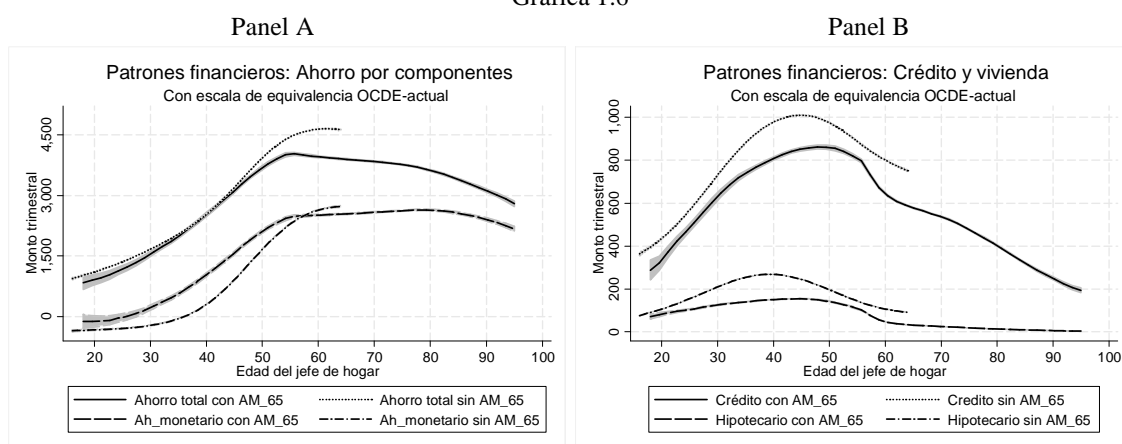 Panel A
Panel B
Patrones financieros: Ahorro por componentes
Con escala de equivalencia OCDE-actual
Monto trimestral
4,500
3,000
1,500
0
20 30 40 50 60 70 80 90 100
Edad del jefe de hogar
Ahorro total con AM_65
Ahorro total sin AM_65
Ah_monetario con AM_65
Ah_monetario sin AM_65
Patrones financieros: Crédito y vivienda
Con escala de equivalencia OCDE-actual
Monto trimestral
1,000
800
600
400
200
0
20 30 40 50 60 70 80 90 100
Edad del jefe de hogar
Crédito con AM_65
Credito sin AM_65
Hipotecario con AM_65
Hipotecario sin AM_65